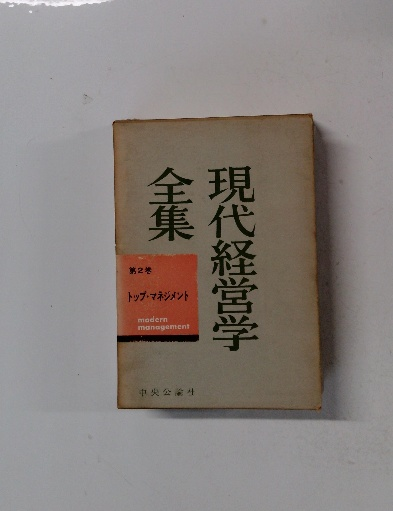 現代経営学
全集
第2巻
トップ・マネジメント
modern
management
中央公論社